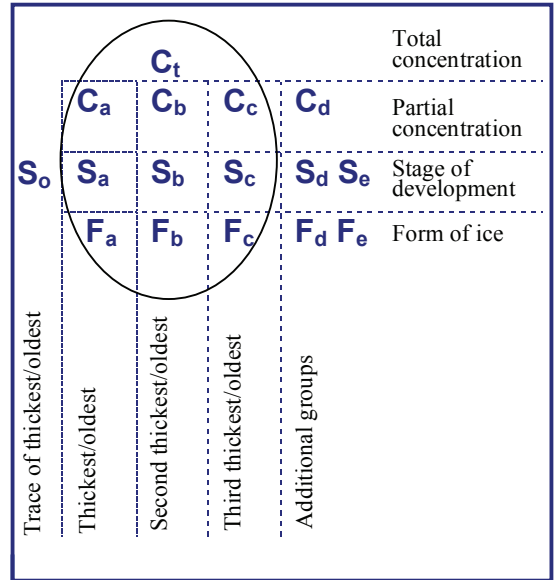 Total
concentration
Ct
Ca Cb Cc Cd
Partial
concentration
So Sa Sb Sc Sd Se
Stage of
development
Fa Fb Fc Fd Fe
Form of ice
Trace of thickest/oldest
Thickest/oldest
Second thickest/oldest
Third thickest/oldest
Additional groups